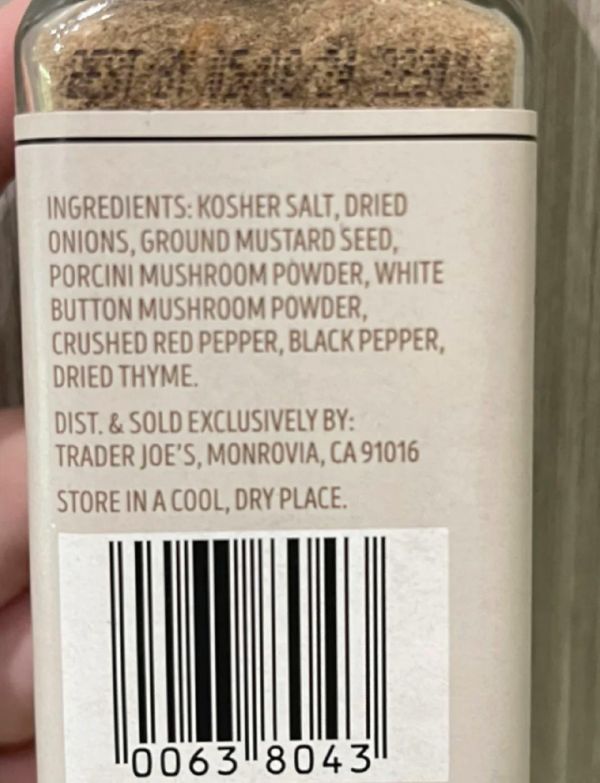 INGREDIENTS: KOSHER SALT, DRIED
ONIONS, GROUND MUSTARD SEED,
PORCINI MUSHROOM POWDER, WHITE
BUTTON MUSHROOM POWDER,
CRUSHED RED PEPPER, BLACK PEPPER,
DRIED THYME.
DIST. & SOLD EXCLUSIVELY BY:
TRADER JOE'S, MONROVIA, CA 91016
STORE IN A COOL, DRY PLACE.
0063 8043